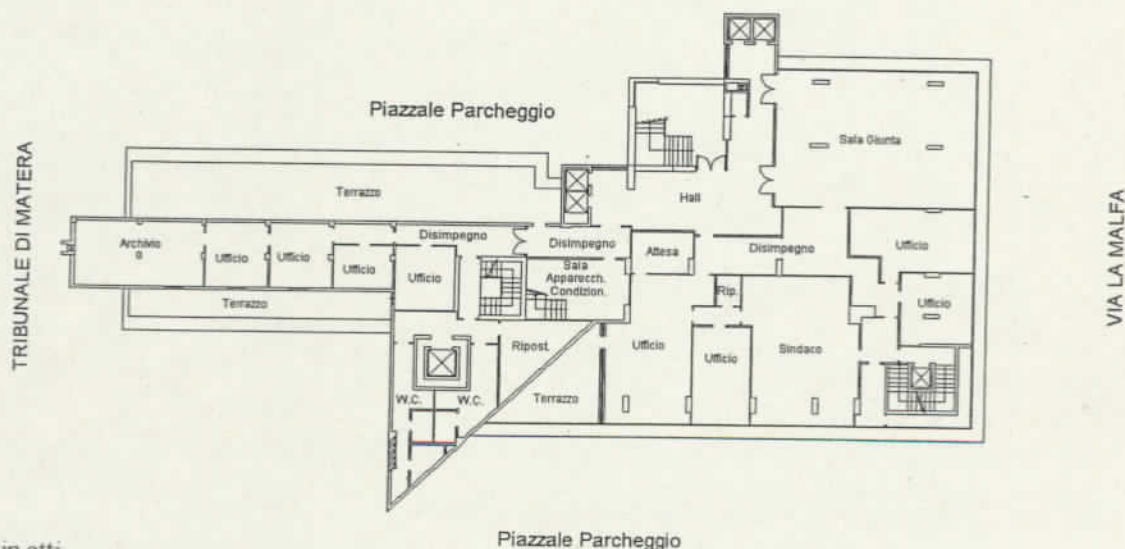 Piazzale Parcheggio
TRIBUNALE DI MATERA
VIA LA MALFA
Sala Giunta
Terrazzo
Hall
Archivio
0
Ufficio
Ufficio
Ufficio
Disimpegno
Disimpegno
Attesa
Disimpegno
Ufficio
Ufficio
Sala
Apparecch.
Condizion.
Rip.
Ufficio
Terrazzo
Ripost.
Ufficio
Ufficio
Sindaco
W.C.
W.C.
Terrazzo
Piazzale Parcheggio